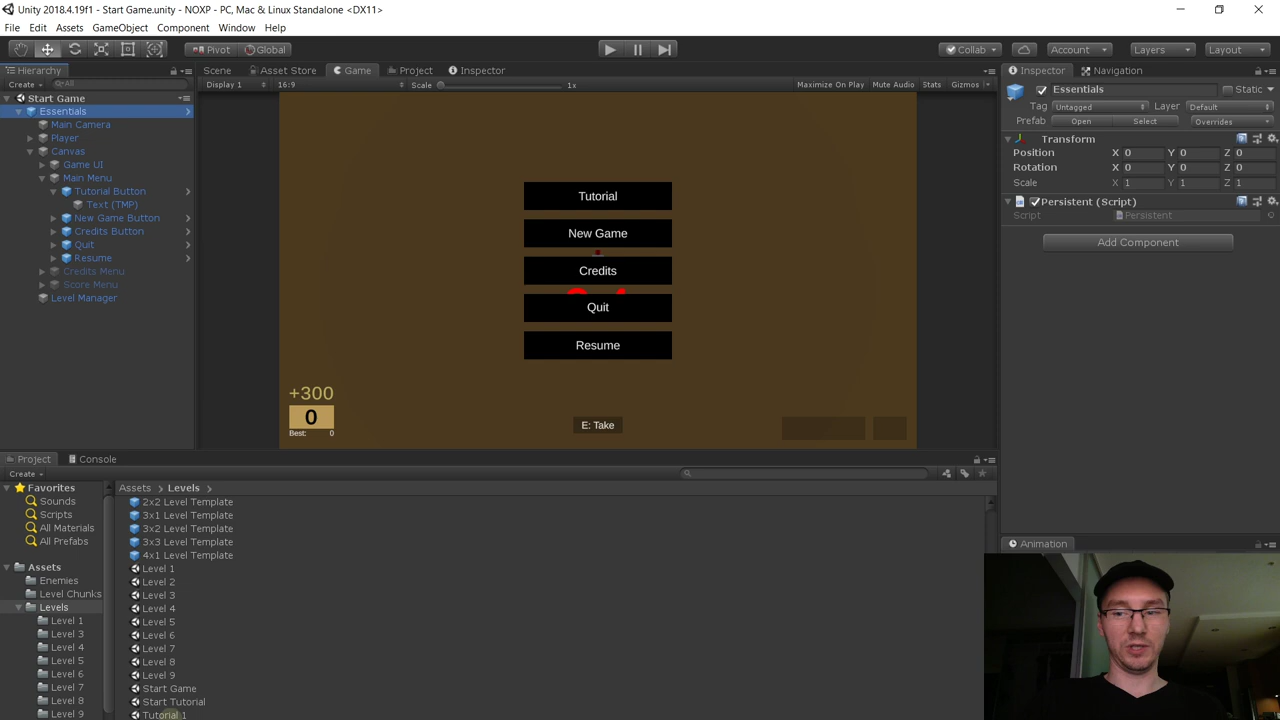 Unity 2018.4.19f1 - Start Game.unity - NOXP - PC, Mac & Linux Standalone <DX11>
File Edit Assets GameObject Component Window Help
Pivot Global
Collab Account Layers Layout
Hierarchy
Create All
Start Game
Essentials
Main Camera
Player
Canvas
Game UI
Main Menu
Tutorial Button
Text (TMP)
New Game Button
Credits Button
Quit
Resume
Credits Menu
Score Menu
Level Manager
Scene Asset Store Game Project Inspector
Display 1 16:9 Scale 1x Maximize On Play Mute Audio Stats Gizmos
Tutorial
New Game
Credits
Quit
Resume
+300
0
Best: 0
E: Take
Inspector Navigation
Essentials Static
Tag Untagged Layer Default
Prefab Open Select Overrides
Transform
Position X 0 Y 0 Z 0
Rotation X 0 Y 0 Z 0
Scale X 1 Y 1 Z 1
Persistent (Script)
Script Persistent
Add Component
Animation
Project Console
Create
Favorites
Sounds
Scripts
All Materials
All Prefabs
Assets
Enemies
Level Chunks
Levels
Level 1
Level 3
Level 4
Level 5
Level 6
Level 7
Level 8
Level 9
Assets Levels
2x2 Level Template
3x1 Level Template
3x2 Level Template
3x3 Level Template
4x1 Level Template
Level 1
Level 2
Level 3
Level 4
Level 5
Level 6
Level 7
Level 8
Level 9
Start Game
Start Tutorial
Tutorial 1